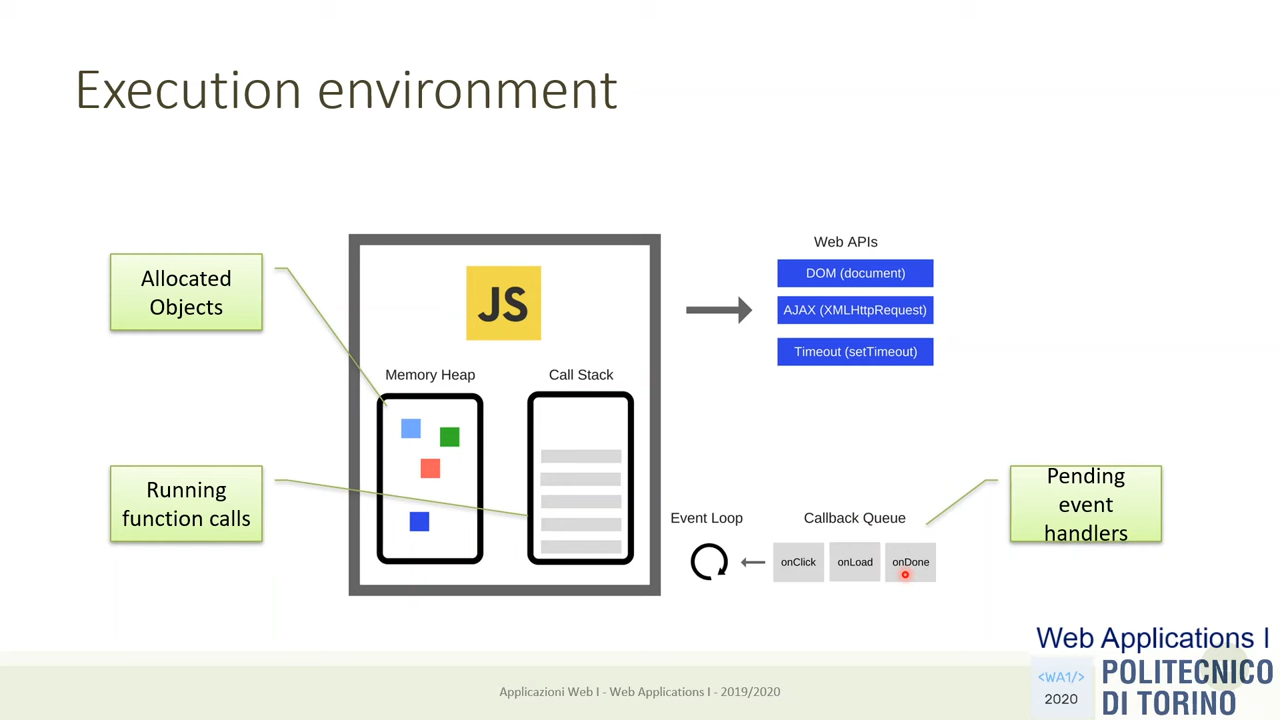 Execution environment
Allocated
Objects
JS
Memory Heap
Call Stack
Running
function calls
Web APIs
DOM (document)
AJAX (XMLHttpRequest)
Timeout (setTimeout)
Event Loop
Callback Queue
onClick
onLoad
onDone
Pending
event
handlers
Applicazioni Web I - Web Applications I - 2019/2020
Web Applications I
<WA1/>
2020
POLITECNICO
DI TORINO